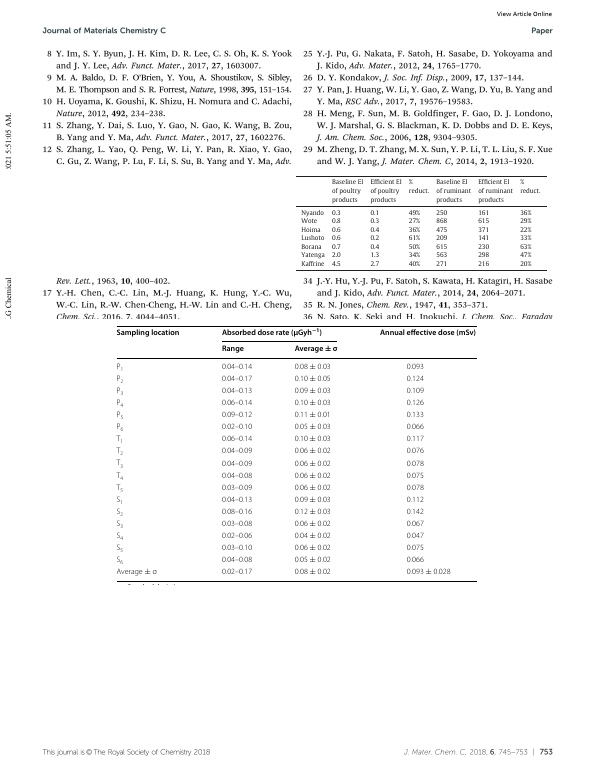 View Article Online
Journal of Materials Chemistry C
Paper
8 Y. Im, S. Y. Byun, J. H. Kim, D. R. Lee, C. S. Oh, K. S. Yook
and J. Y. Lee, Adv. Funct. Mater., 2017, 27, 1603007.
9 M. A. Baldo, D. F. O'Brien, Y. You, A. Shoustikov, S. Sibley,
M. E. Thompson and S. R. Forrest, Nature, 1998, 395, 151–154.
10 H. Uoyama, K. Goushi, K. Shizu, H. Nomura and C. Adachi,
Nature, 2012, 492, 234–238.
11 S. Zhang, Y. Dai, S. Luo, Y. Gao, N. Gao, K. Wang, B. Zou,
B. Yang and Y. Ma, Adv. Funct. Mater., 2017, 27, 1602276.
12 S. Zhang, L. Yao, Q. Peng, W. Li, Y. Pan, R. Xiao, Y. Gao,
C. Gu, Z. Wang, P. Lu, F. Li, S. Su, B. Yang and Y. Ma, Adv.
Rev. Lett., 1963, 10, 400–402.
17 Y.-H. Chen, C.-C. Lin, M.-J. Huang, K. Hung, Y.-C. Wu,
W.-C. Lin, R.-W. Chen-Cheng, H.-W. Lin and C.-H. Cheng,
Chem. Sci., 2016, 7, 4044–4051.
25 Y.-J. Pu, G. Nakata, F. Satoh, H. Sasabe, D. Yokoyama and
J. Kido, Adv. Mater., 2012, 24, 1765–1770.
26 D. Y. Kondakov, J. Soc. Inf. Disp., 2009, 17, 137–144.
27 Y. Pan, J. Huang, W. Li, Y. Gao, Z. Wang, D. Yu, B. Yang and
Y. Ma, RSC Adv., 2017, 7, 19576–19583.
28 H. Meng, F. Sun, M. B. Goldfinger, F. Gao, D. J. Londono,
W. J. Marshal, G. S. Blackman, K. D. Dobbs and D. E. Keys,
J. Am. Chem. Soc., 2006, 128, 9304–9305.
29 M. Zheng, D. T. Zhang, M. X. Sun, Y. P. Li, T. L. Liu, S. F. Xue
and W. J. Yang, J. Mater. Chem. C, 2014, 2, 1913–1920.
Baseline EI Efficient EI % Baseline EI Efficient EI %
of poultry of poultry reduct. of ruminant of ruminant reduct.
products products products products
Nyando 0.3 0.1 49% 250 161 36%
Wote 0.8 0.3 27% 868 615 29%
Hoima 0.6 0.4 36% 475 371 22%
Lushoto 0.6 0.2 61% 209 141 33%
Borana 0.7 0.4 50% 615 230 63%
Yatenga 2.0 1.3 34% 563 298 47%
Kaffrine 4.5 2.7 40% 271 216 20%
34 J.-Y. Hu, Y.-J. Pu, F. Satoh, S. Kawata, H. Katagiri, H. Sasabe
and J. Kido, Adv. Funct. Mater., 2014, 24, 2064–2071.
35 R. N. Jones, Chem. Rev., 1947, 41, 353–371.
36 N. Sato, K. Seki and H. Inokuchi, J. Chem. Soc., Faraday
Sampling location Absorbed dose rate (μGyh⁻¹) Annual effective dose (mSv)
Range Average ± σ
P₁ 0.04–0.14 0.08 ± 0.03 0.093
P₂ 0.04–0.17 0.10 ± 0.05 0.124
P₃ 0.04–0.13 0.09 ± 0.03 0.109
P₄ 0.06–0.14 0.10 ± 0.03 0.126
P₅ 0.09–0.12 0.11 ± 0.01 0.133
P₆ 0.02–0.10 0.05 ± 0.03 0.066
T₁ 0.06–0.14 0.10 ± 0.03 0.117
T₂ 0.04–0.09 0.06 ± 0.02 0.076
T₃ 0.04–0.09 0.06 ± 0.02 0.078
T₄ 0.04–0.08 0.06 ± 0.02 0.075
T₅ 0.03–0.09 0.06 ± 0.02 0.078
S₁ 0.04–0.13 0.09 ± 0.03 0.112
S₂ 0.08–0.16 0.12 ± 0.03 0.142
S₃ 0.03–0.08 0.06 ± 0.02 0.067
S₄ 0.02–0.06 0.04 ± 0.02 0.047
S₅ 0.03–0.10 0.06 ± 0.02 0.075
S₆ 0.04–0.08 0.05 ± 0.02 0.066
Average ± σ 0.02–0.17 0.08 ± 0.02 0.093 ± 0.028
This journal is © The Royal Society of Chemistry 2018
J. Mater. Chem. C, 2018, 6, 745–753 | 753
021 5:51:05 AM.
G Chemical